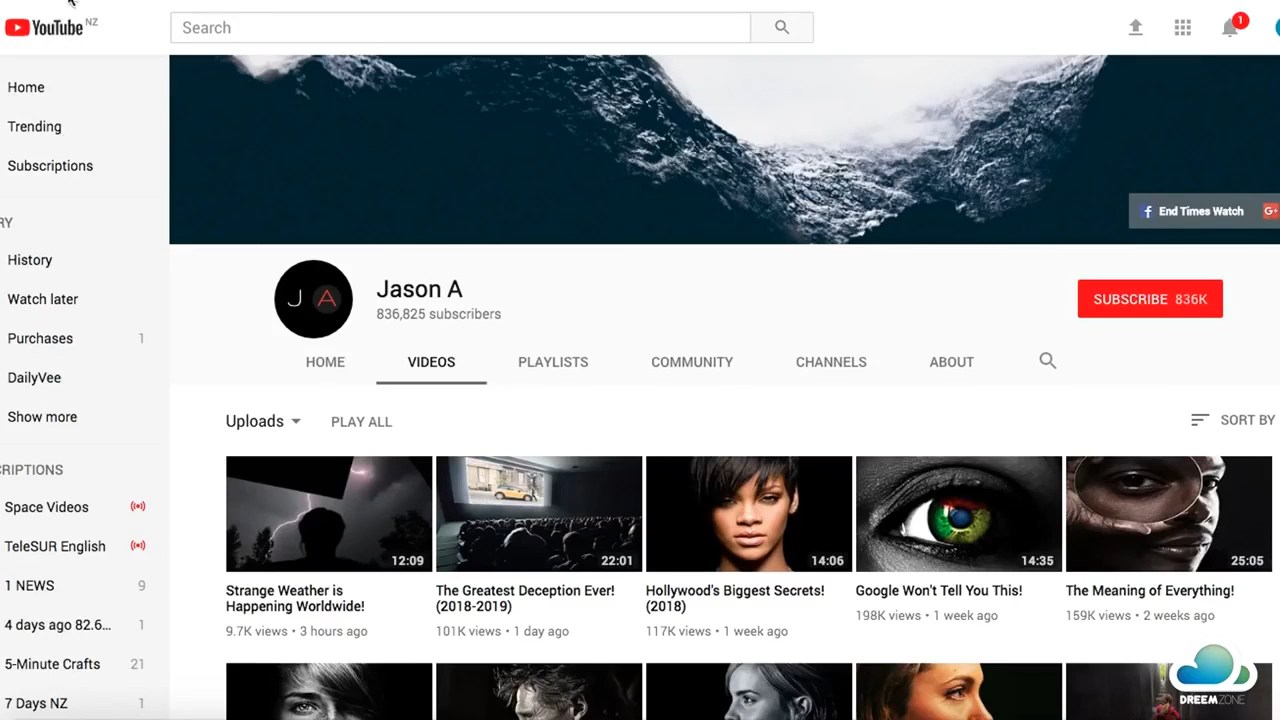 YouTube NZ
Search
1
Home
Trending
Subscriptions
RY
History
Watch later
Purchases 1
DailyVee
Show more
CRIPTIONS
Space Videos
TeleSUR English
1 NEWS 9
4 days ago 82.6... 1
5-Minute Crafts 21
7 Days NZ 1
f End Times Watch G+
J A
Jason A
836,825 subscribers
SUBSCRIBE 836K
HOME VIDEOS PLAYLISTS COMMUNITY CHANNELS ABOUT
Uploads PLAY ALL SORT BY
12:09 22:01 14:06 14:35 25:05
Strange Weather is
Happening Worldwide!
9.7K views • 3 hours ago
The Greatest Deception Ever!
(2018-2019)
101K views • 1 day ago
Hollywood's Biggest Secrets!
(2018)
117K views • 1 week ago
Google Won't Tell You This!
198K views • 1 week ago
The Meaning of Everything!
159K views • 2 weeks ago
DREEMZONE